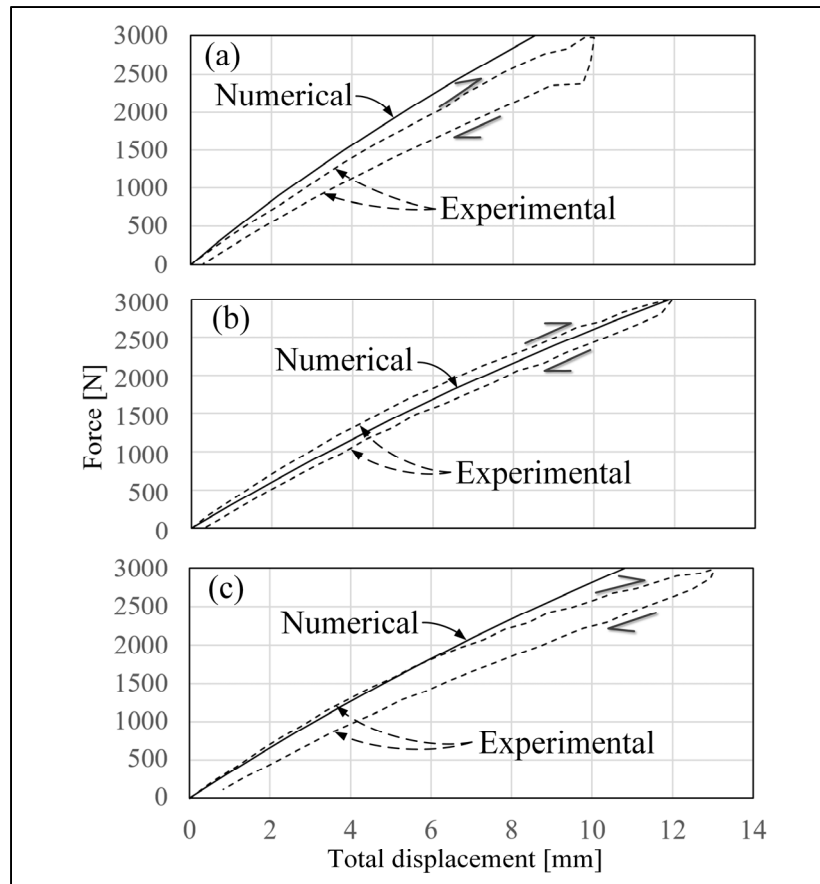 3000
(a)
2500
Numerical
2000
1500
1000
Experimental
500
0
3000
(b)
2500
Numerical
2000
1500
1000
Experimental
500
0
Force [N]
3000
(c)
2500
Numerical
2000
1500
1000
Experimental
500
0
0 2 4 6 8 10 12 14
Total displacement [mm]